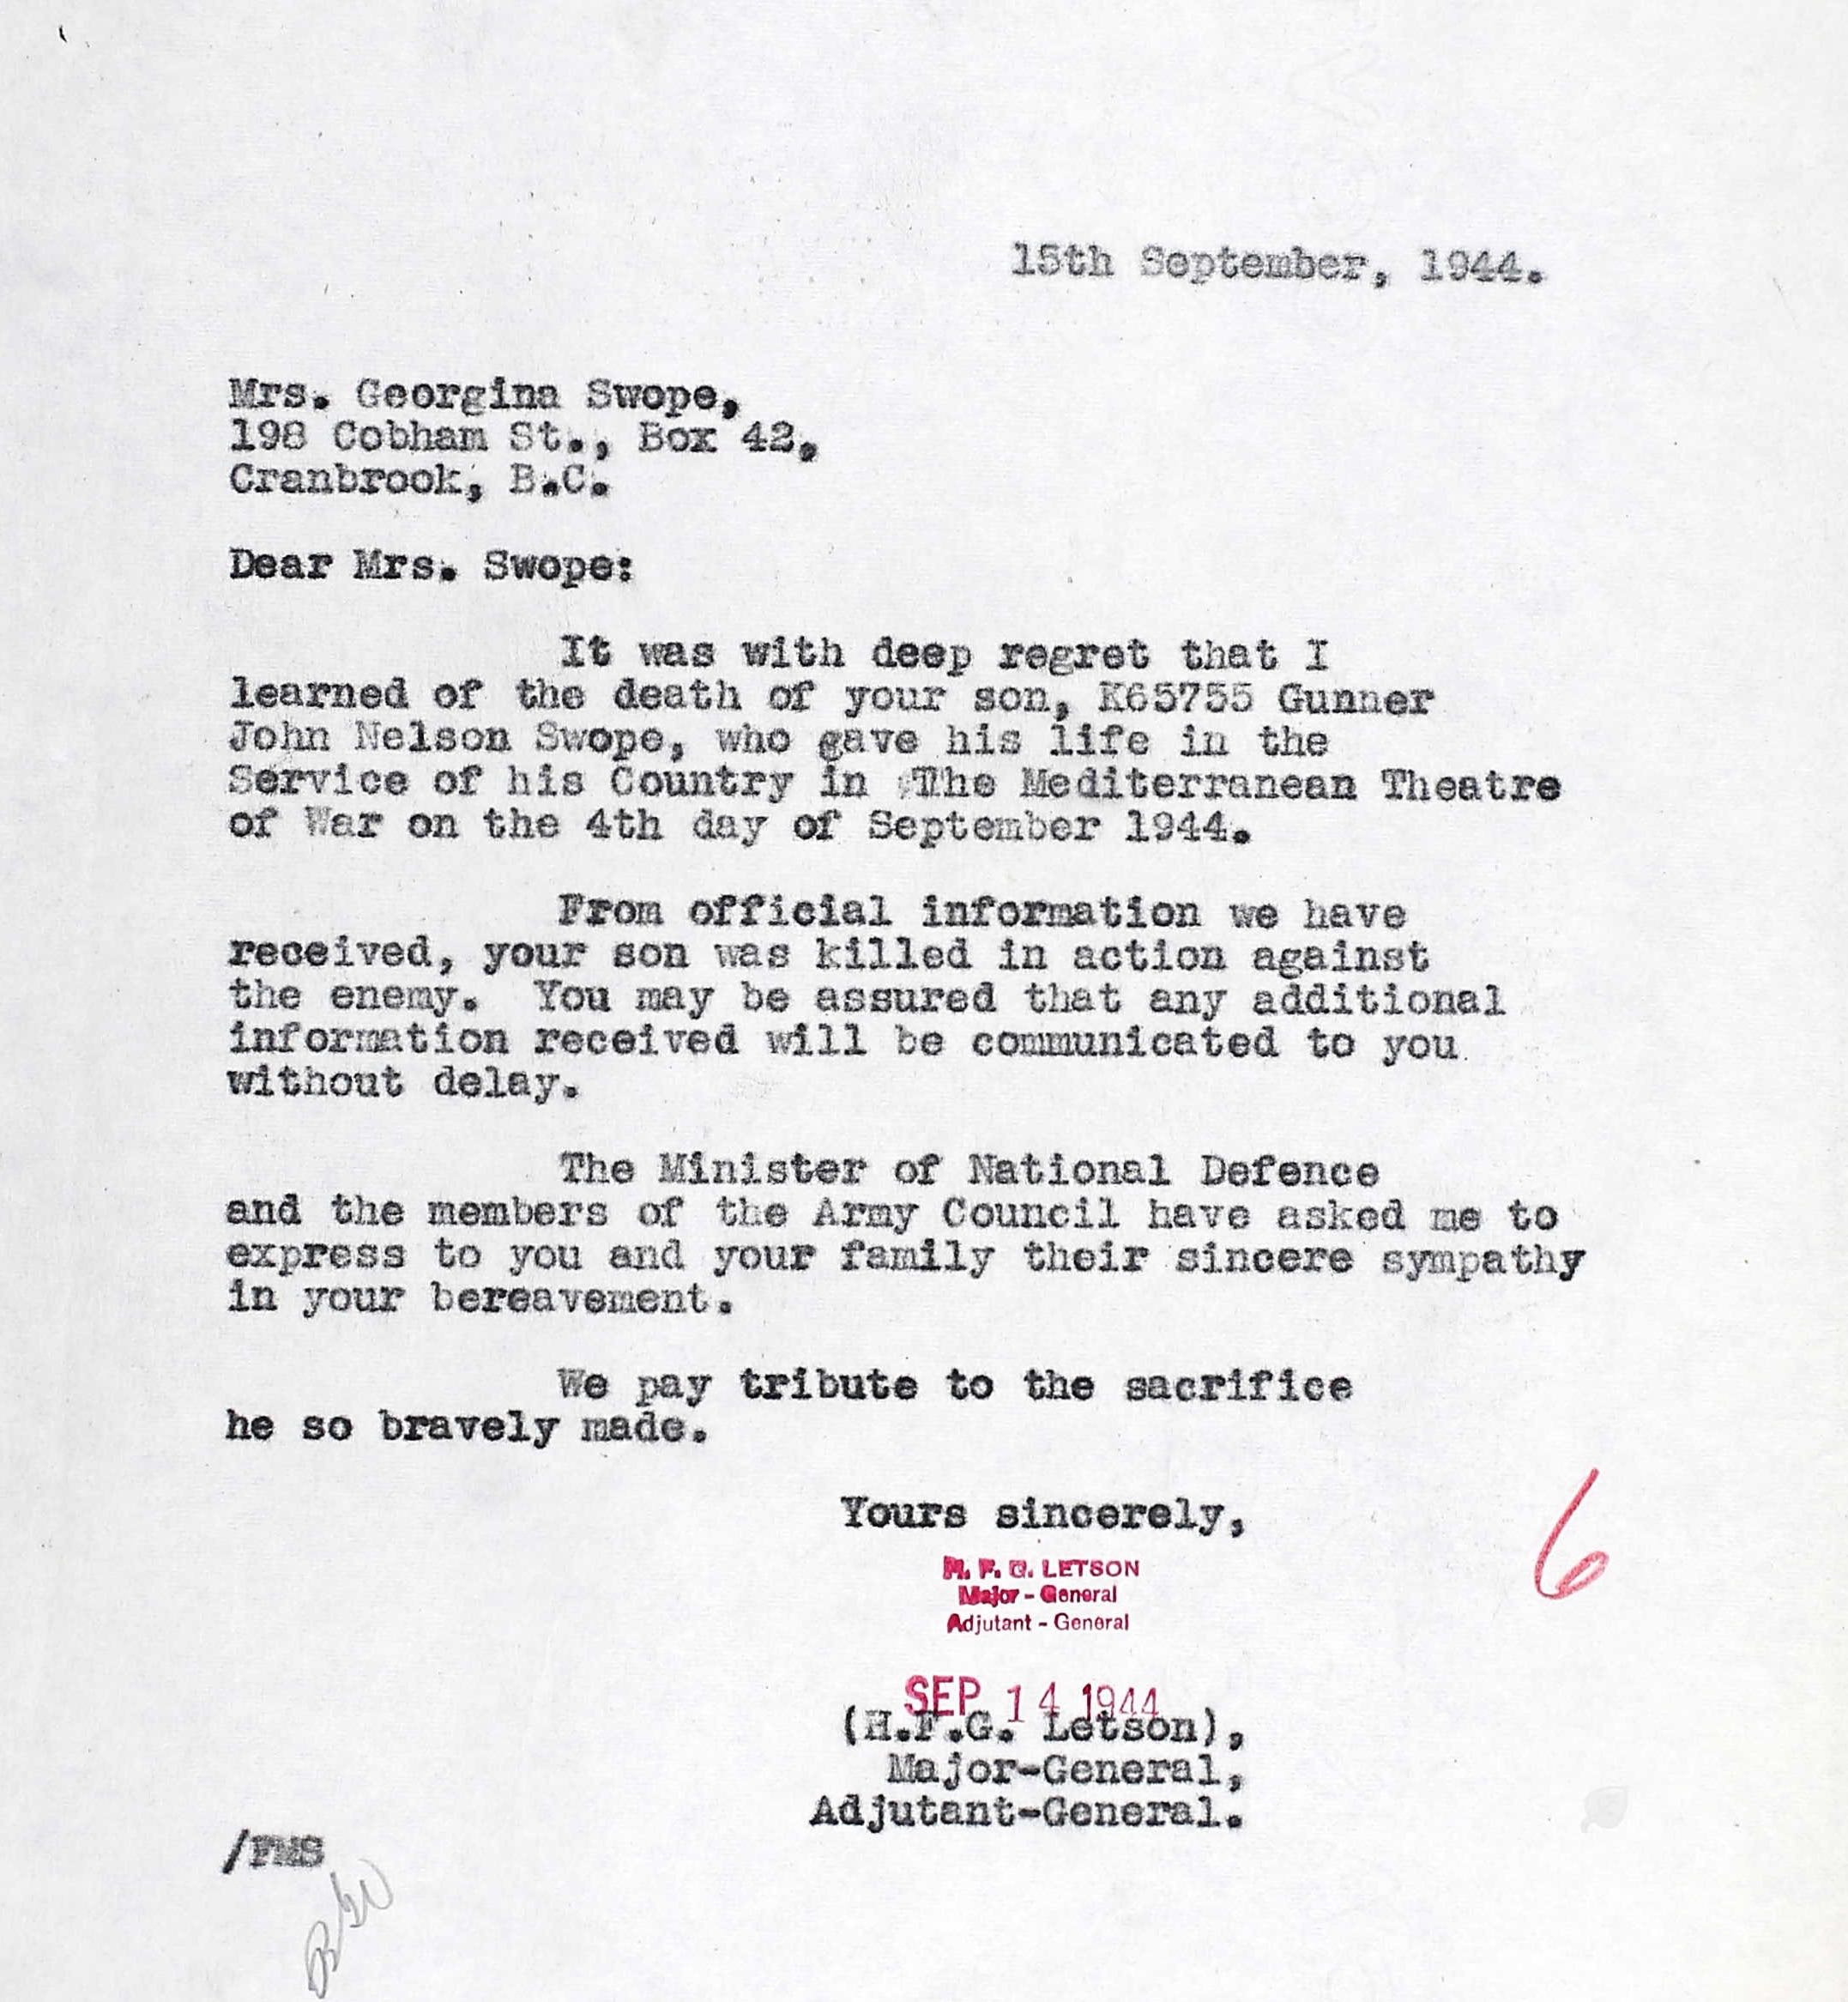 15th September, 1944.
Mrs. Georgina Swope,
198 Cobham St., Box 42,
Cranbrook, B.C.
Dear Mrs. Swope:
It was with deep regret that I
learned of the death of your son, K65755 Gunner
John Nelson Swope, who gave his life in the
Service of his Country in The Mediterranean Theatre
of War on the 4th day of September 1944.
From official information we have
received, your son was killed in action against
the enemy. You may be assured that any additional
information received will be communicated to you
without delay.
The Minister of National Defence
and the members of the Army Council have asked me to
express to you and your family their sincere sympathy
in your bereavement.
We pay tribute to the sacrifice
he so bravely made.
Yours sincerely,
H. F. G. LETSON
Major - General
Adjutant - General
6
SEP 14 1944
(H.F.G. Letson),
Major-General,
Adjutant-General.
/FMS